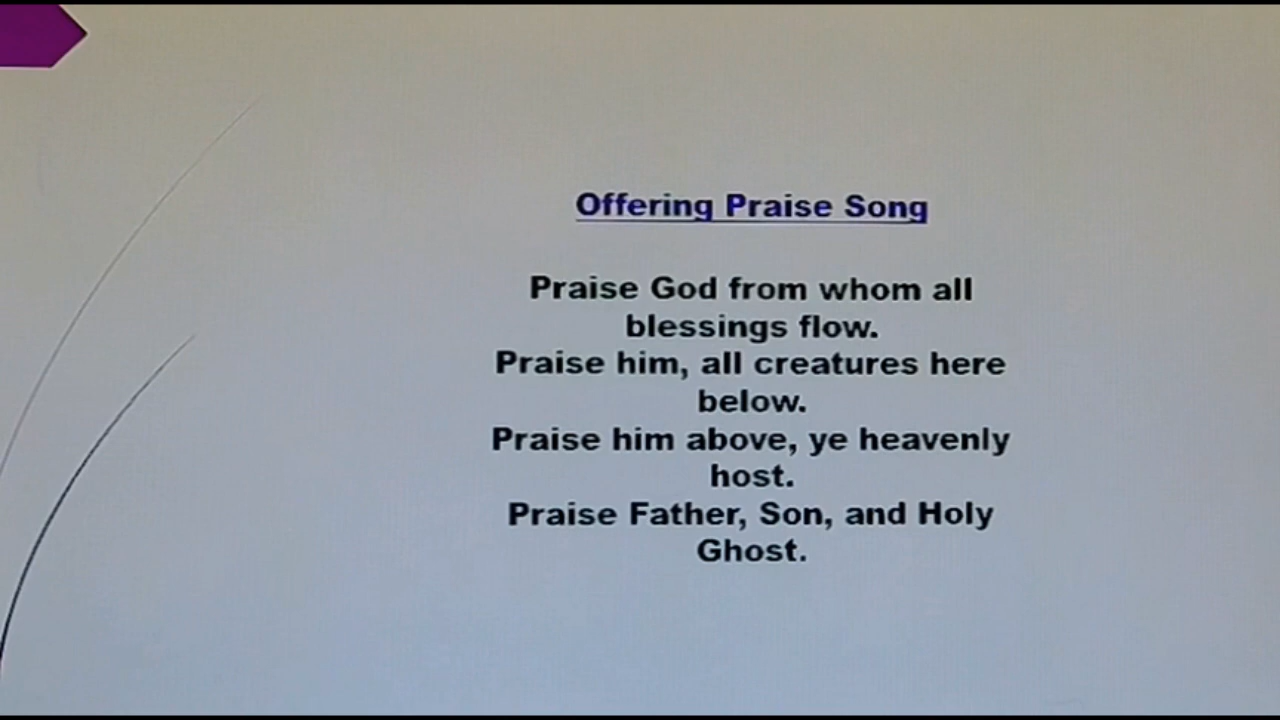 Offering Praise Song
Praise God from whom all
blessings flow.
Praise him, all creatures here
below.
Praise him above, ye heavenly
host.
Praise Father, Son, and Holy
Ghost.